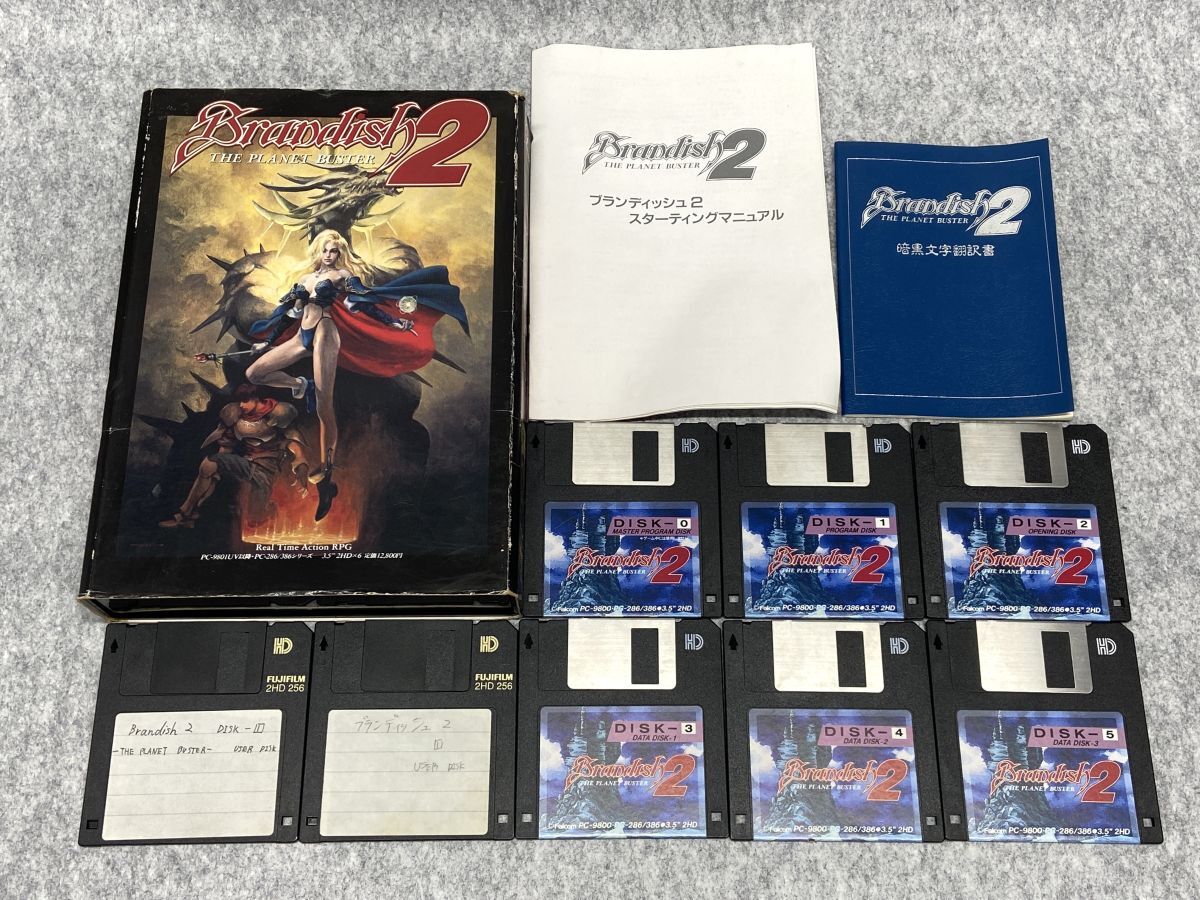 Brandish 2
THE PLANET BUSTER
Real Time Action RPG
PC-9801UV以降・PC-286/386シリーズ 3.5" 2HD×6 定価12,800円
Brandish 2
THE PLANET BUSTER
ブランディッシュ2
スターティングマニュアル
Brandish 2
THE PLANET BUSTER
暗黒文字翻訳書
HD
DISK-0
MASTER PROGRAM DISK
Brandish 2
THE PLANET BUSTER
Falcom PC-9800・PC-286/386●3.5" 2HD
HD
DISK-1
PROGRAM DISK
Brandish 2
THE PLANET BUSTER
Falcom PC-9800・PC-286/386●3.5" 2HD
HD
DISK-2
OPENING DISK
Brandish 2
THE PLANET BUSTER
Falcom PC-9800・PC-286/386●3.5" 2HD
HD
FUJIFILM
2HD 256
Brandish 2 DISK-
-THE PLANET BUSTER- USER DISK
HD
FUJIFILM
2HD 256
ブランディッシュ 2
USER DISK
HD
DISK-3
DATA DISK-1
Brandish 2
THE PLANET BUSTER
Falcom PC-9800・PC-286/386●3.5" 2HD
HD
DISK-4
DATA DISK-2
Brandish 2
THE PLANET BUSTER
Falcom PC-9800・PC-286/386●3.5" 2HD
HD
DISK-5
DATA DISK-3
Brandish 2
THE PLANET BUSTER
Falcom PC-9800・PC-286/386●3.5" 2HD